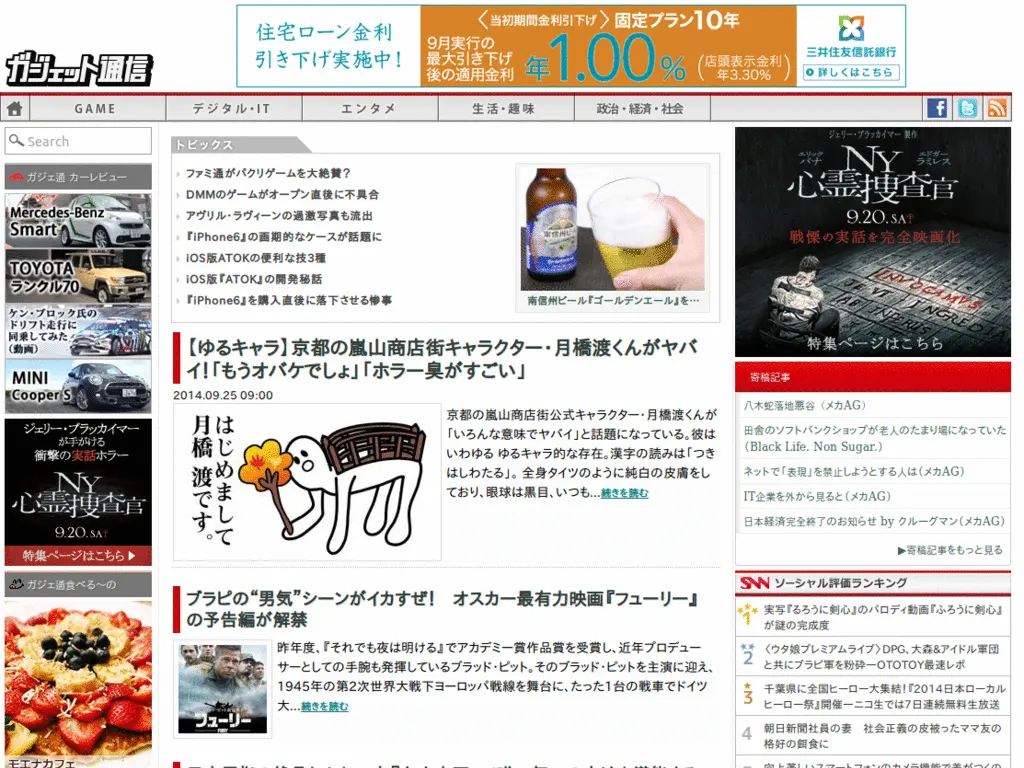 住宅ローン金利
引き下げ実施中!
〈当初期間金利引下げ〉固定プラン10年
9月実行の
最大引き下げ
後の適用金利
年1.00%
(店頭表示金利
年3.30%)
三井住友信託銀行
詳しくはこちら
ガジェット通信
GAME
デジタル・IT
エンタメ
生活・趣味
政治・経済・社会
Search
ガジェ通 カーレビュー
Mercedes-Benz
Smart
TOYOTA
ランクル70
ケン・ブロック氏の
ドリフト走行に
同乗してみた
(動画)
MINI
Cooper S
ジェリー・ブラッカイマー
が手がける
衝撃の実話ホラー
NY
心霊捜査官
9.20.SAT
特集ページはこちら▶
ガジェ通食べる〜の
モエナカフェ
トピックス
ファミ通がパクリゲームを大絶賛?
DMMのゲームがオープン直後に不具合
アヴリル・ラヴィーンの過激写真も流出
『iPhone6』の画期的なケースが話題に
iOS版ATOKの便利な技3種
iOS版『ATOK』の開発秘話
『iPhone6』を購入直後に落下させる惨事
南信州ビール
南信州ビール『ゴールデンエール』を…
【ゆるキャラ】京都の嵐山商店街キャラクター・月橋渡くんがヤバ
イ!「もうオバケでしょ」「ホラー臭がすごい」
2014.09.25 09:00
はじめまして
月橋 渡です。
京都の嵐山商店街公式キャラクター・月橋渡くんが
「いろんな意味でヤバイ」と話題になっている。彼は
いわゆる ゆるキャラ的な存在。漢字の読みは「つき
はしわたる」。 全身タイツのように純白の皮膚をし
ており、眼球は黒目、いつも...続きを読む
ブラピの“男気”シーンがイカすぜ! オスカー最有力映画『フューリー』
の予告編が解禁
フューリー
FURY
昨年度、『それでも夜は明ける』でアカデミー賞作品賞を受賞し、近年プロデュー
サーとしての手腕も発揮しているブラッド・ピット。そのブラッド・ピットを主演に迎え、
1945年の第2次世界大戦下ヨーロッパ戦線を舞台に、たった1台の戦車でドイツ
大...続きを読む
ジェリー・ブラッカイマー 製作
エリック・バナ
エドガー・ラミレス
NY
心霊捜査官
9.20.SAT
戦慄の実話を完全映画化
特集ページはこちら
寄稿記事
八木蛇落地悪谷(メカAG)
田舎のソフトバンクショップが老人のたまり場になっていた
(Black Life. Non Sugar.)
ネットで「表現」を禁止しようとする人は(メカAG)
IT企業を外から見ると(メカAG)
日本経済完全終了のお知らせ by クルーグマン(メカAG)
▶寄稿記事をもっと見る
SNN ソーシャル評価ランキング
1
実写『るろうに剣心』のパロディ動画『ふろうに剣心』
が謎の完成度
2
〈ウタ娘プレミアムライヴ〉DPG、大森&アイドル軍団
と共にブラピ軍を粉砕―OTOTOY最速レポ
3
千葉県に全国ヒーロー大集結!『2014日本ローカル
ヒーロー祭』開催―ニコ生では7日連続無料生放送
4
朝日新聞社員の妻 社会正義の皮被ったママ友の
格好の餌食に